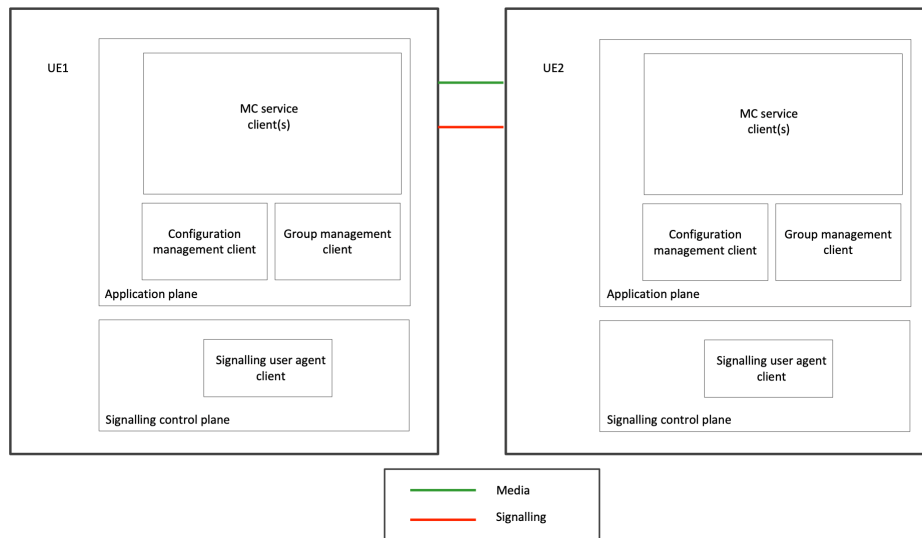 UE1
MC service
client(s)
Configuration
management client
Group management
client
Application plane
Signalling user agent
client
Signalling control plane
UE2
MC service
client(s)
Configuration
management client
Group management
client
Application plane
Signalling user agent
client
Signalling control plane
Media
Signalling